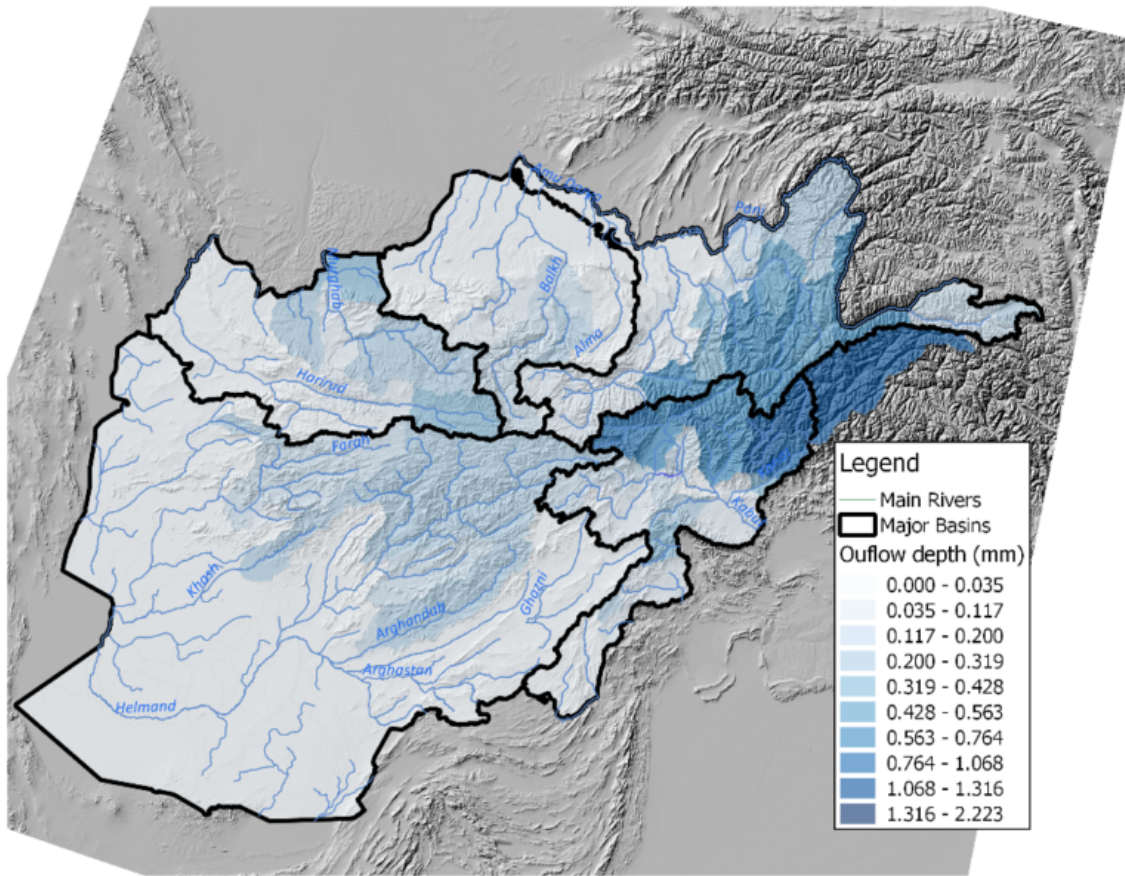 Amu Darya
Panj
Murghab
Balkh
Alma
Harirud
Farah
Kabul
Khash
Ghazni
Arghandab
Arghastan
Helmand
Legend
Main Rivers
Major Basins
Ouflow depth (mm)
0.000 - 0.035
0.035 - 0.117
0.117 - 0.200
0.200 - 0.319
0.319 - 0.428
0.428 - 0.563
0.563 - 0.764
0.764 - 1.068
1.068 - 1.316
1.316 - 2.223